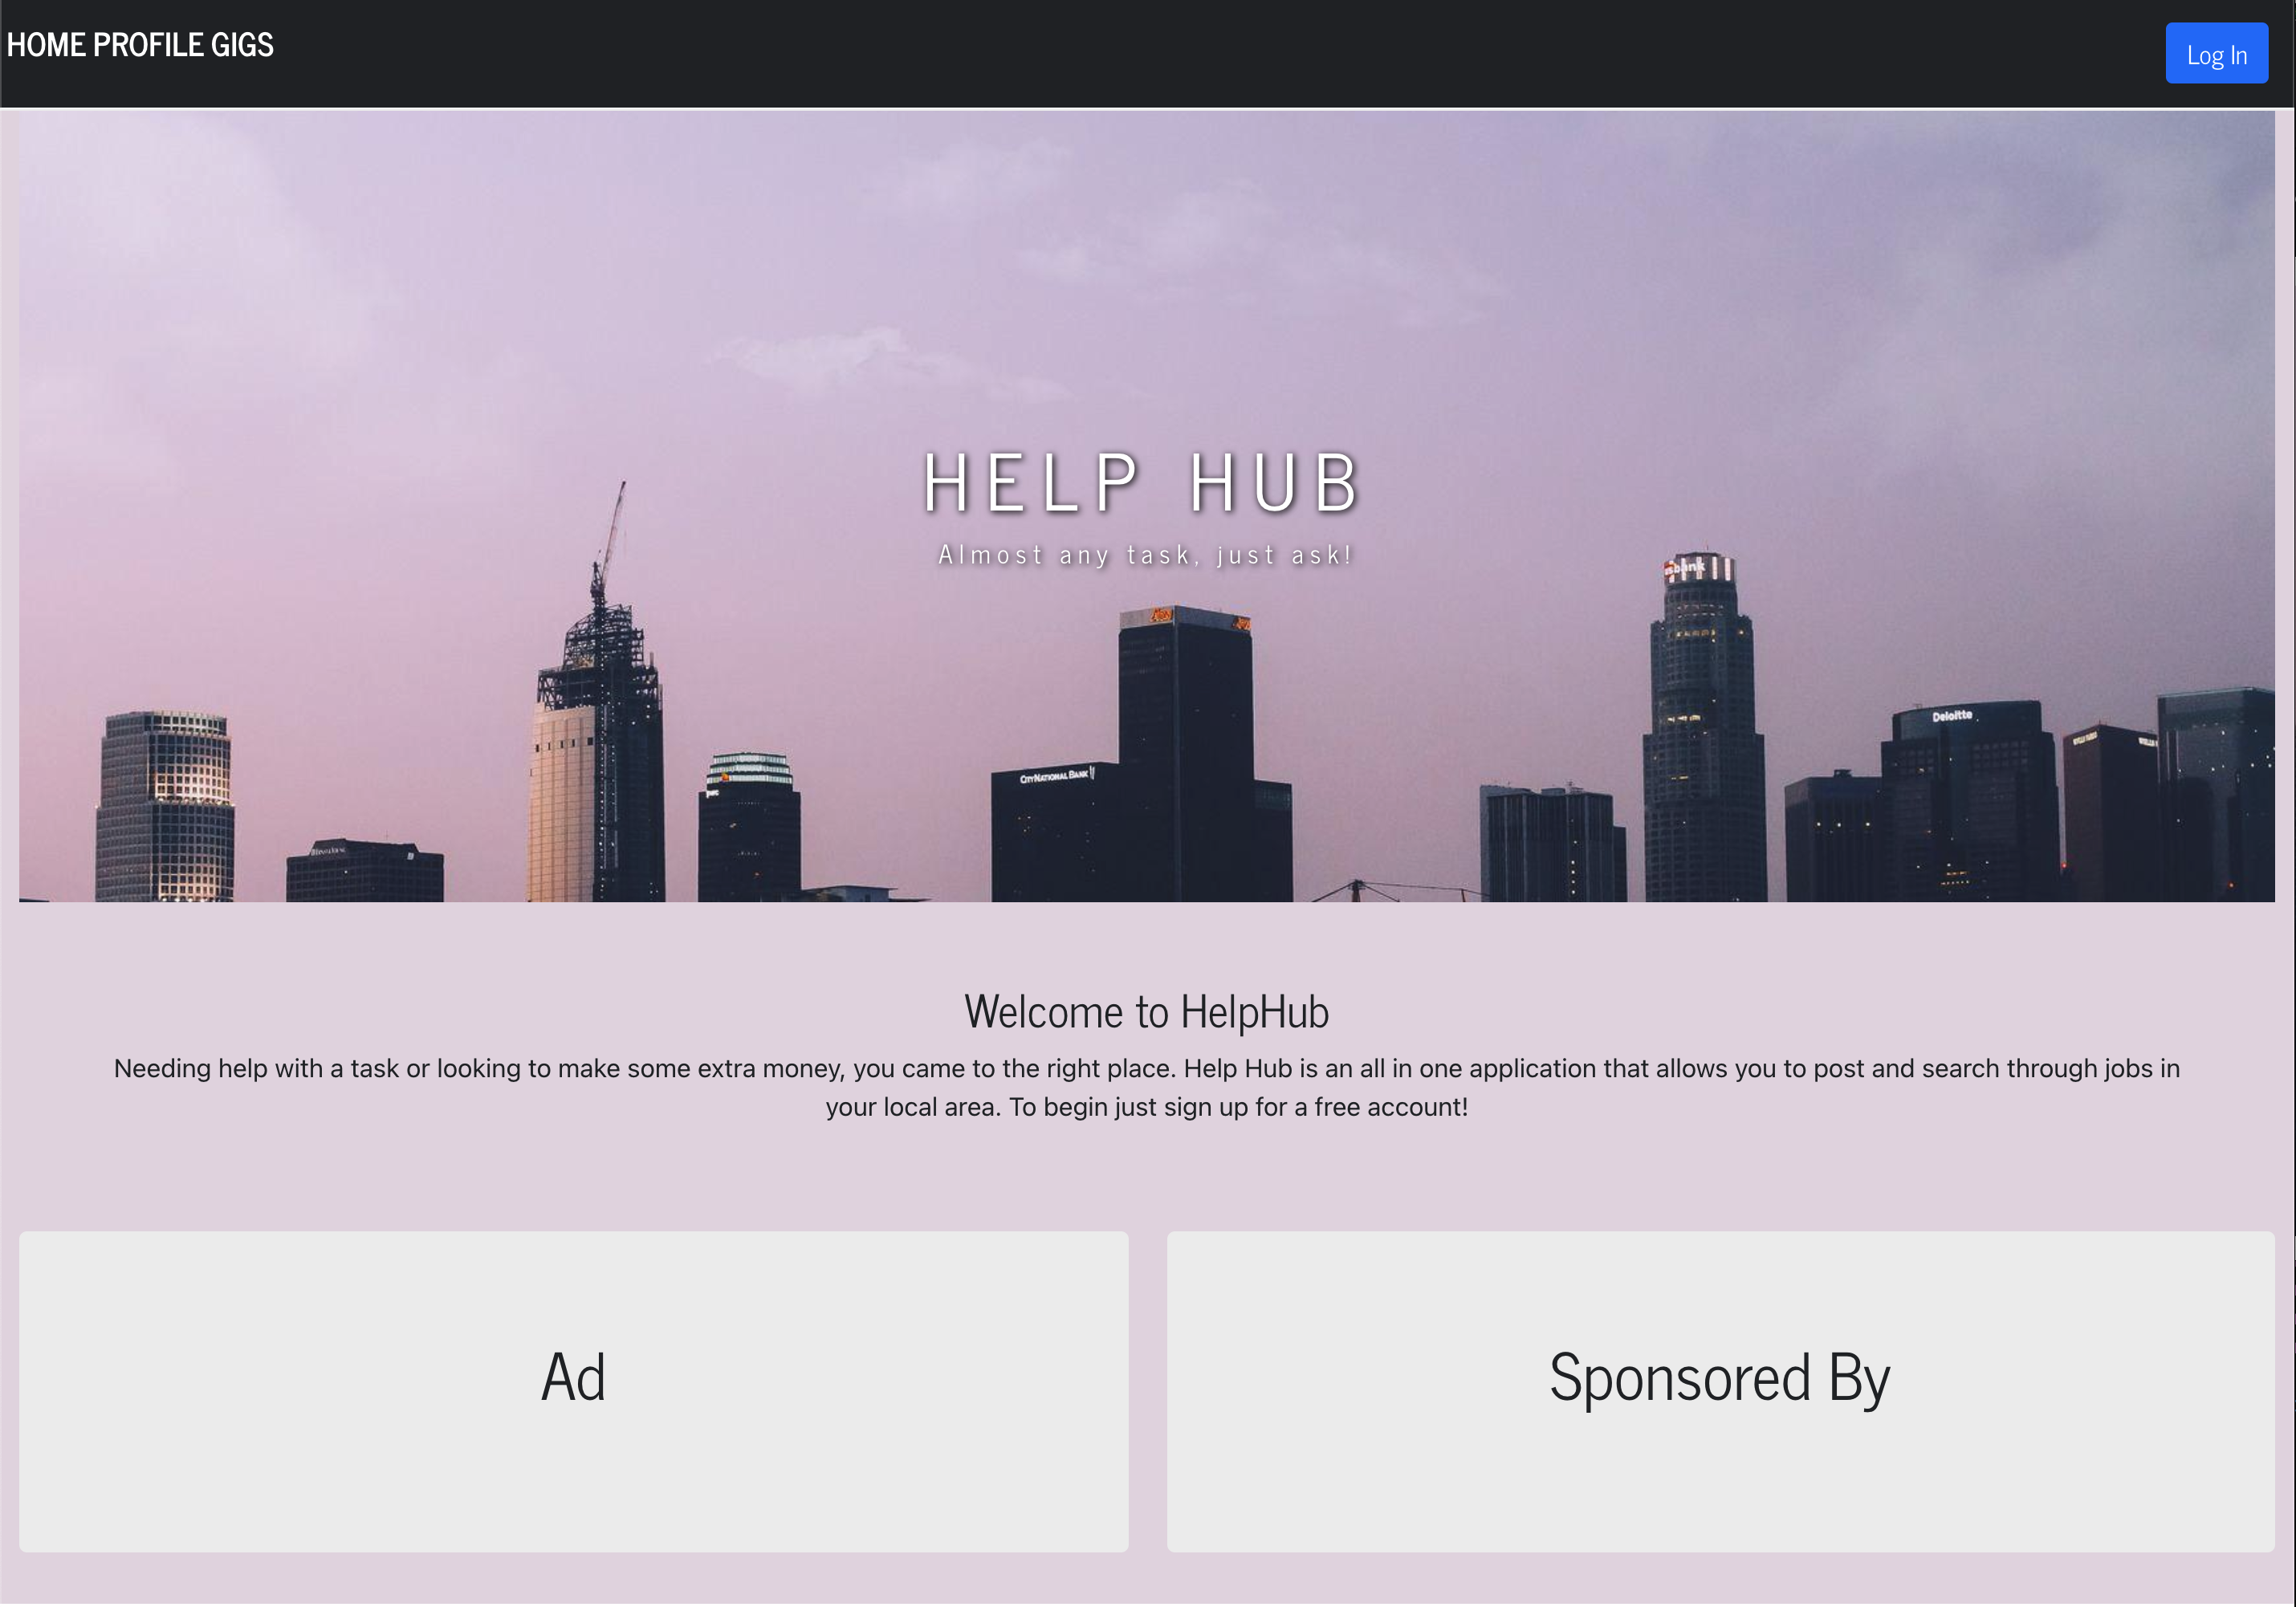 HOME PROFILE GIGS
Log In
HELP HUB
Almost any task, just ask!
CITY NATIONAL BANK
Deloitte
Welcome to HelpHub
Needing help with a task or looking to make some extra money, you came to the right place. Help Hub is an all in one application that allows you to post and search through jobs in
your local area. To begin just sign up for a free account!
Ad
Sponsored By